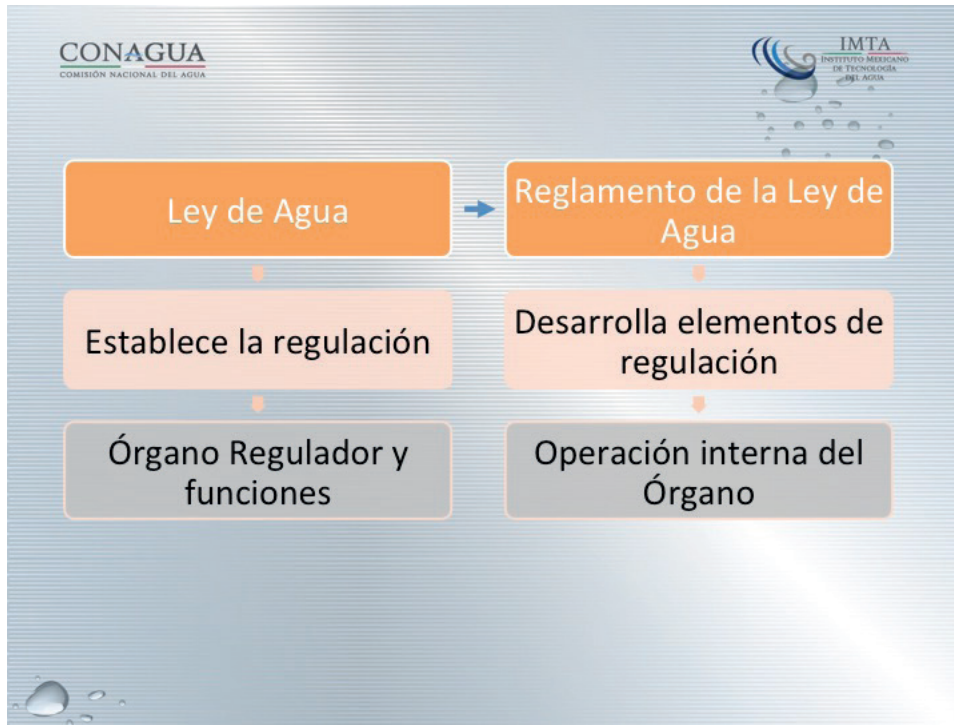 CONAGUA
COMISIÓN NACIONAL DEL AGUA
IMTA
INSTITUTO MEXICANO
DE TECNOLOGÍA
DEL AGUA
Ley de Agua
Reglamento de la Ley de
Agua
Establece la regulación
Desarrolla elementos de
regulación
Órgano Regulador y
funciones
Operación interna del
Órgano